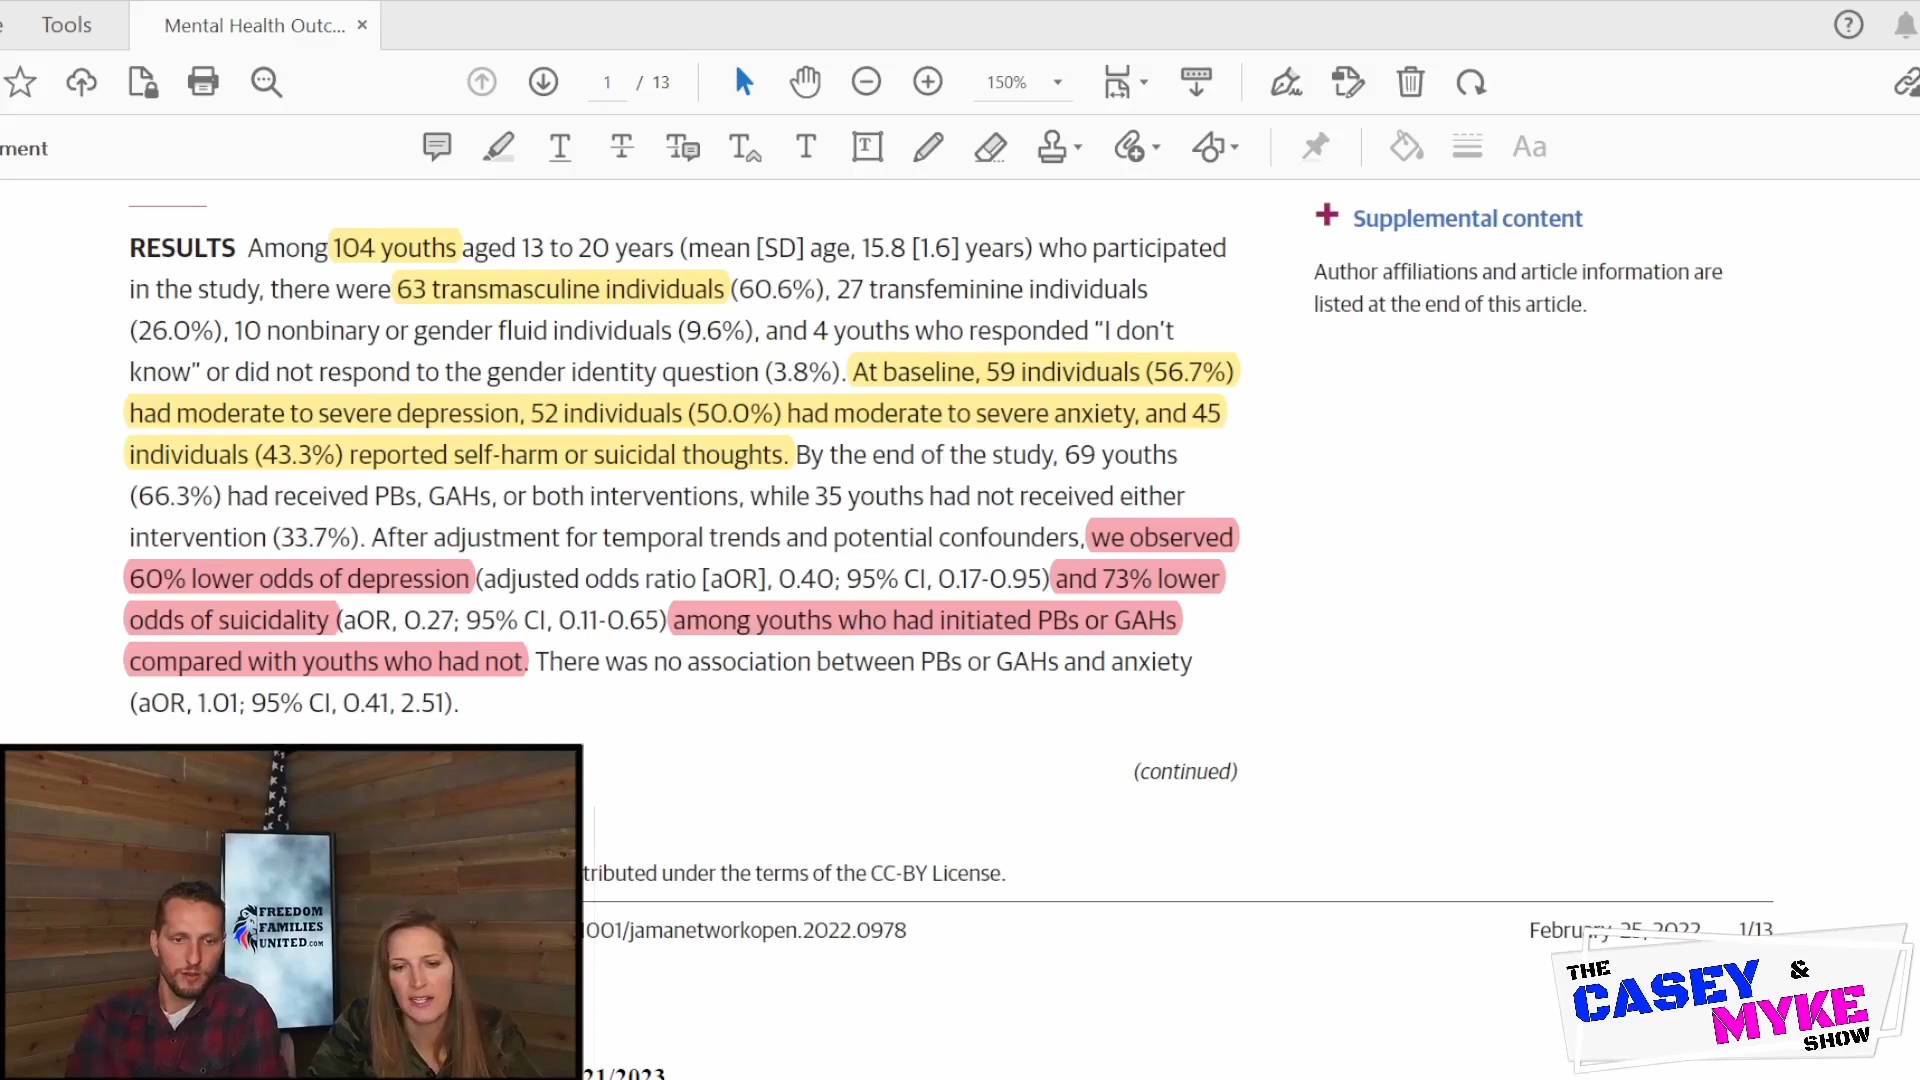 Tools
Mental Health Outc... ×
1 / 13
150%
ment
Aa
RESULTS Among 104 youths aged 13 to 20 years (mean [SD] age, 15.8 [1.6] years) who participated
in the study, there were 63 transmasculine individuals (60.6%), 27 transfeminine individuals
(26.0%), 10 nonbinary or gender fluid individuals (9.6%), and 4 youths who responded “I don’t
know” or did not respond to the gender identity question (3.8%). At baseline, 59 individuals (56.7%)
had moderate to severe depression, 52 individuals (50.0%) had moderate to severe anxiety, and 45
individuals (43.3%) reported self-harm or suicidal thoughts. By the end of the study, 69 youths
(66.3%) had received PBs, GAHs, or both interventions, while 35 youths had not received either
intervention (33.7%). After adjustment for temporal trends and potential confounders, we observed
60% lower odds of depression (adjusted odds ratio [aOR], 0.40; 95% CI, 0.17-0.95) and 73% lower
odds of suicidality (aOR, 0.27; 95% CI, 0.11-0.65) among youths who had initiated PBs or GAHs
compared with youths who had not. There was no association between PBs or GAHs and anxiety
(aOR, 1.01; 95% CI, 0.41, 2.51).
(continued)
+ Supplemental content
Author affiliations and article information are
listed at the end of this article.
tributed under the terms of the CC-BY License.
001/jamanetworkopen.2022.0978
February 25, 2022 1/13
21/2023
FREEDOM
FAMILIES
UNITED.COM
THE
CASEY &
MYKE
SHOW